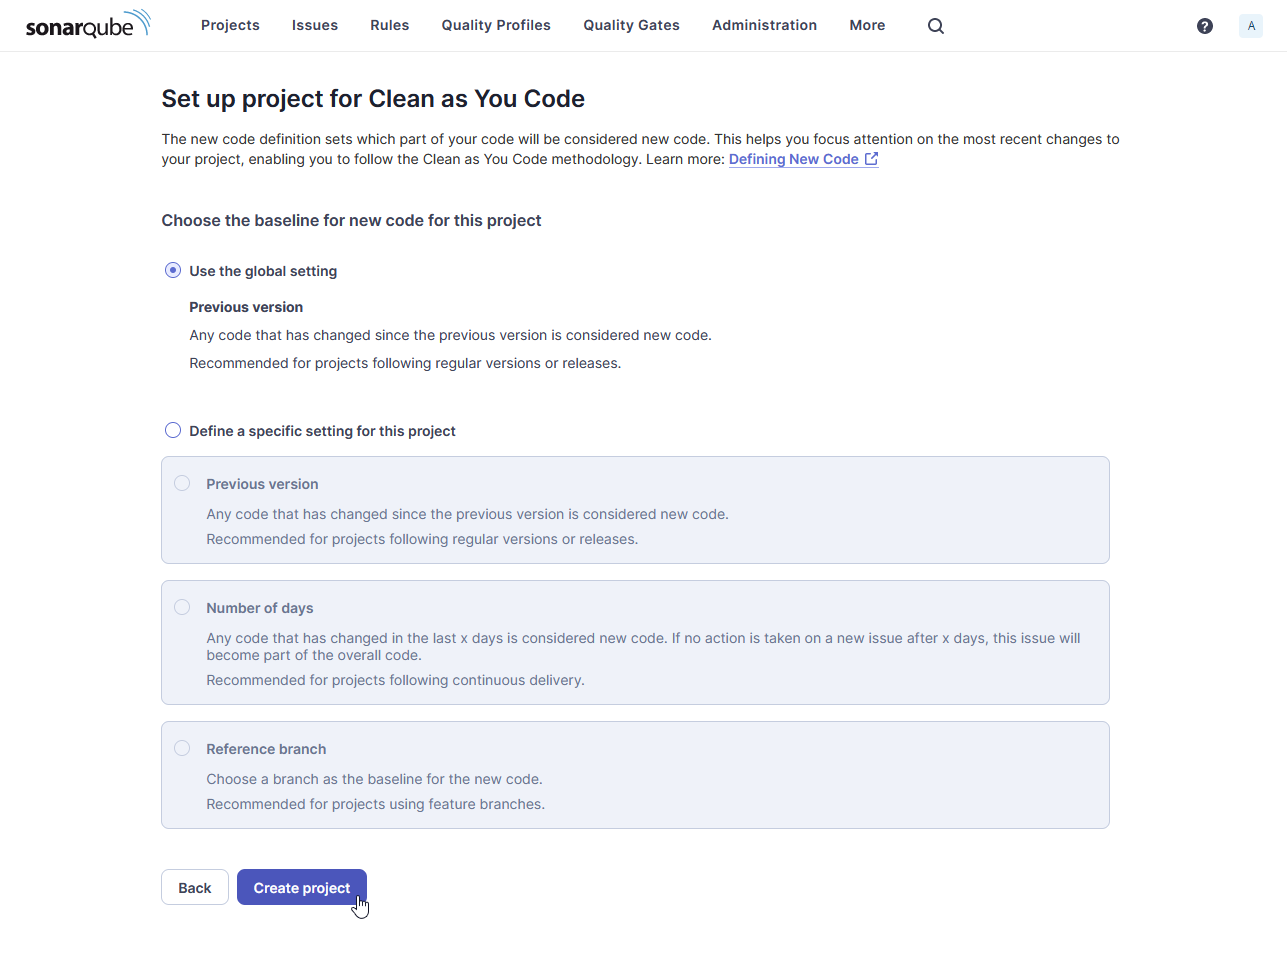 sonarqube
Projects Issues Rules Quality Profiles Quality Gates Administration More ? A
Set up project for Clean as You Code
The new code definition sets which part of your code will be considered new code. This helps you focus attention on the most recent changes to
your project, enabling you to follow the Clean as You Code methodology. Learn more: Defining New Code
Choose the baseline for new code for this project
Use the global setting
Previous version
Any code that has changed since the previous version is considered new code.
Recommended for projects following regular versions or releases.
Define a specific setting for this project
Previous version
Any code that has changed since the previous version is considered new code.
Recommended for projects following regular versions or releases.
Number of days
Any code that has changed in the last x days is considered new code. If no action is taken on a new issue after x days, this issue will
become part of the overall code.
Recommended for projects following continuous delivery.
Reference branch
Choose a branch as the baseline for the new code.
Recommended for projects using feature branches.
Back Create project